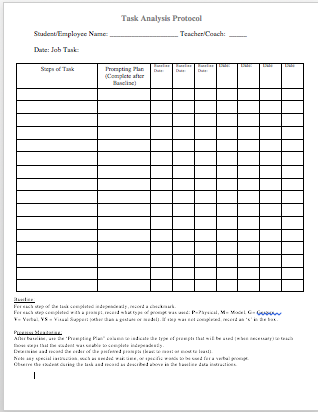 Task Analysis Protocol
Student/Employee Name: ____________________ Teacher/Coach: _____
Date: Job Task:
Steps of Task
Prompting Plan
(Complete after
Baseline)
Baseline
Date:
Baseline
Date:
Baseline
Date:
Date:
Date:
Date:
Date:
Baseline:
For each step of the task completed independently, record a checkmark.
For each step completed with a prompt, record what type of prompt was used: P=Physical, M= Model, G=
V= Verbal, VS = Visual Support (other than a gesture or model). If step was not completed, record an 'x' in the box.
Progress Monitoring:
After baseline, use the "Prompting Plan" column to indicate the type of prompts that will be used (when necessary) to teach
those steps that the student was unable to complete independently.
Determine and record the order of the preferred prompts (least to most or most to least).
Note any special instruction, such as needed wait time, or specific words to be used for a verbal prompt.
Observe the student during the task and record as described above in the baseline data instructions